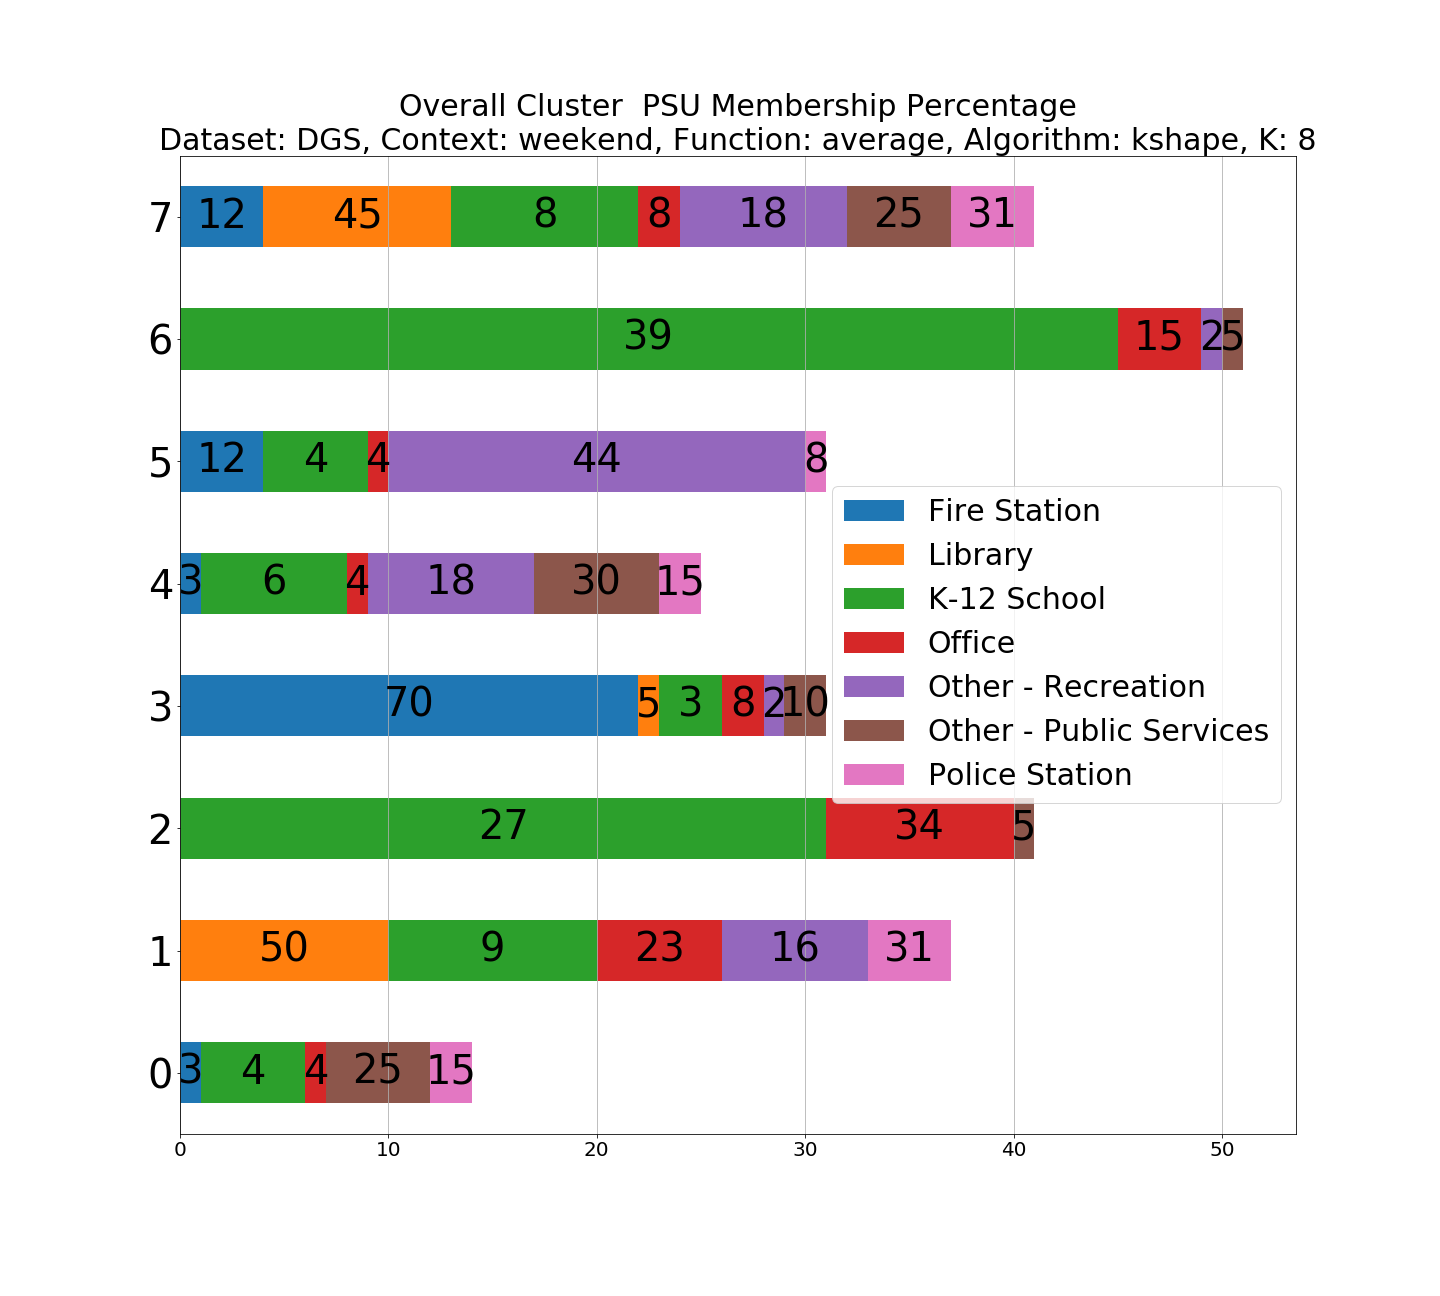 Overall Cluster  PSU Membership Percentage
Dataset: DGS, Context: weekend, Function: average, Algorithm: kshape, K: 8
7 12 45 8 8 18 25 31
6 39 15 2 5
5 12 4 4 44 8
Fire Station
Library
4 3 6 4 18 30 15
K-12 School
Office
Other - Recreation
3 70 5 3 8 2 10
Other - Public Services
Police Station
2 27 34 5
1 50 9 23 16 31
0 3 4 4 25 15
0 10 20 30 40 50